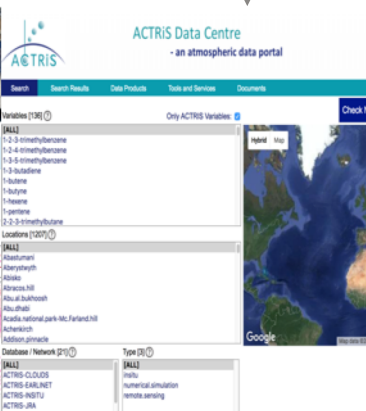 ACTRiS Data Centre
- an atmospheric data portal
ACTRIS
Search Search Results Data Products Tools and Services Documents
Variables [136] (?) Only ACTRIS Variables:
Check
[ALL]
1-2-3-trimethylbenzene
1-2-4-trimethylbenzene
1-3-5-trimethylbenzene
1-3-butadiene
1-butene
1-butyne
1-hexene
1-pentene
2-2-3-trimethylbutane
Hybrid Map
Locations [1207] (?)
[ALL]
Abastumani
Aberystwyth
Abisko
Abracos.hill
Abu.al.bukhoosh
Abu.dhabi
Acadia.national.park-Mc.Farland.hill
Achenkirch
Addison.pinnacle
Google
Map data
Database / Network [21] (?) Type [3] (?)
[ALL] [ALL]
ACTRIS-CLOUDS insitu
ACTRIS-EARLINET numerical.simulation
ACTRIS-INSITU remote.sensing
ACTRIS-JRA